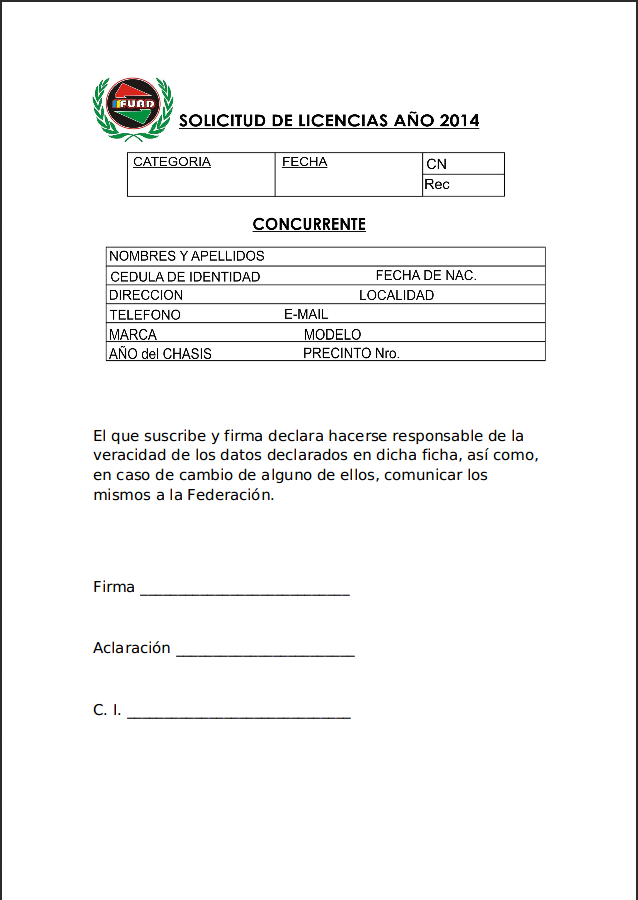 FUAD
SOLICITUD DE LICENCIAS AÑO 2014
CATEGORIA FECHA CN
Rec
CONCURRENTE
NOMBRES Y APELLIDOS
CEDULA DE IDENTIDAD FECHA DE NAC.
DIRECCION LOCALIDAD
TELEFONO E-MAIL
MARCA MODELO
AÑO del CHASIS PRECINTO Nro.
El que suscribe y firma declara hacerse responsable de la
veracidad de los datos declarados en dicha ficha, así como,
en caso de cambio de alguno de ellos, comunicar los
mismos a la Federación.
Firma ____________________________
Aclaración ________________________
C. I. ______________________________